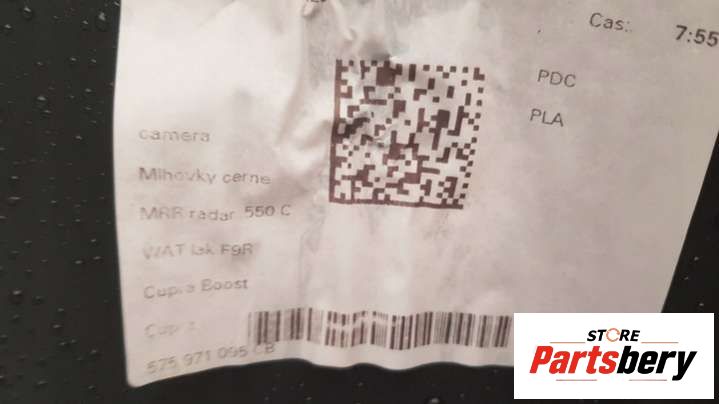 Cas: 7:55
PDC
PLA
camera
Mlhovky cerne
MRR radar 550 C
WAT lak F9R
Cupra Boost
575 971 095 CB
STORE
Partsbery